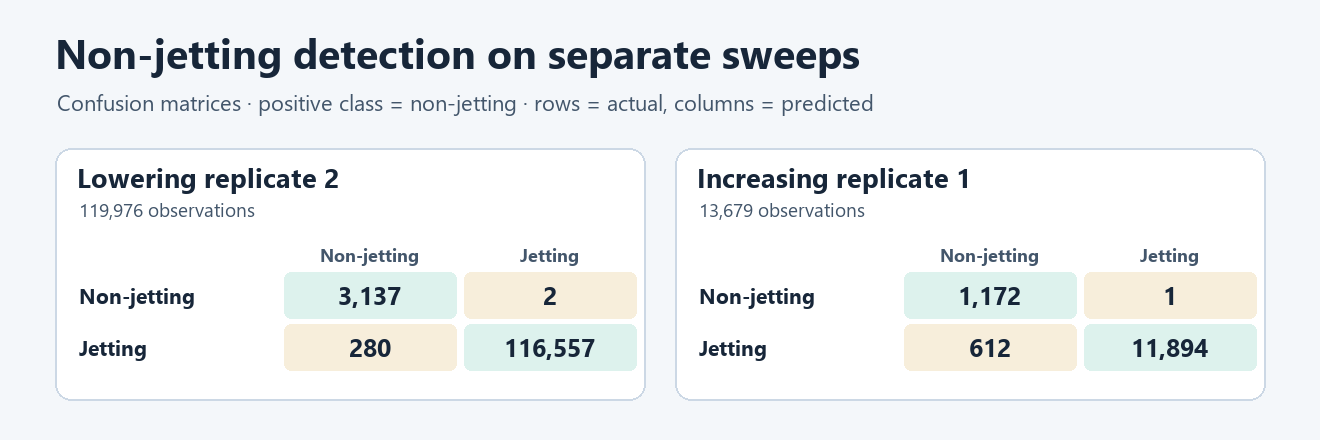 Non-jetting detection on separate sweeps
Confusion matrices · positive class = non-jetting · rows = actual, columns = predicted
Lowering replicate 2
119,976 observations
Non-jetting Jetting
Non-jetting 3,137 2
Jetting 280 116,557
Increasing replicate 1
13,679 observations
Non-jetting Jetting
Non-jetting 1,172 1
Jetting 612 11,894